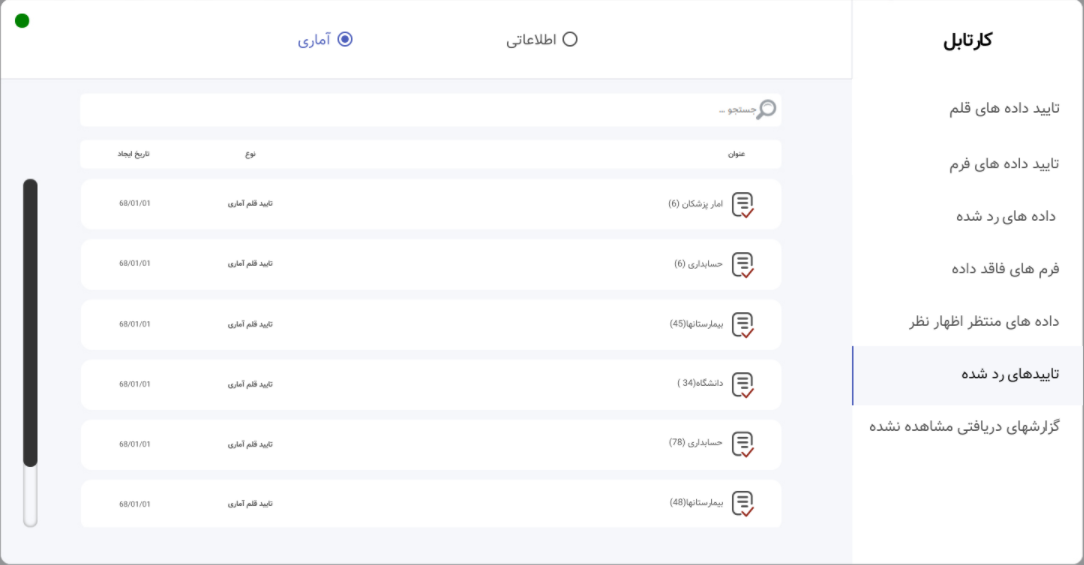 کارتابل
تایید داده های قلم
تایید داده های فرم
داده های رد شده
فرم های فاقد داده
داده های منتظر اظهار نظر
تاییدهای رد شده
گزارشهای دریافتی مشاهده نشده
اطلاعاتی آماری
جستجو ...
عنوان نوع تاریخ ایجاد
امار پزشکان (6) تایید قلم آماری 68/01/01
حسابداری (6) تایید قلم آماری 68/01/01
بیمارستانها(45) تایید قلم آماری 68/01/01
دانشگاه(34 ) تایید قلم آماری 68/01/01
حسابداری (78) تایید قلم آماری 68/01/01
بیمارستانها(48) تایید قلم آماری 68/01/01